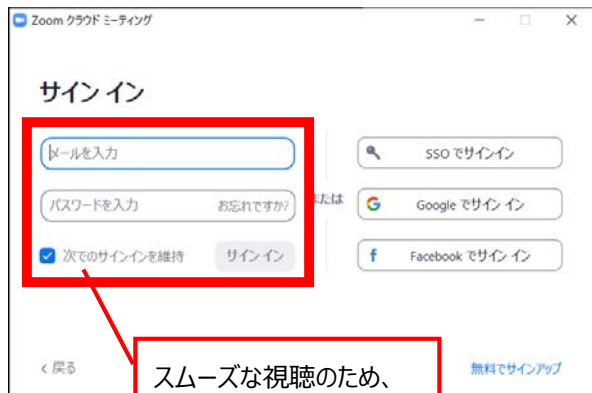 Zoom クラウド ミーティング
サイン イン
メールを入力
パスワードを入力 お忘れですか?
次でのサインインを維持 サイン イン
または
SSO でサインイン
Google でサイン イン
Facebook でサイン イン
< 戻る
無料でサインアップ
スムーズな視聴のため、